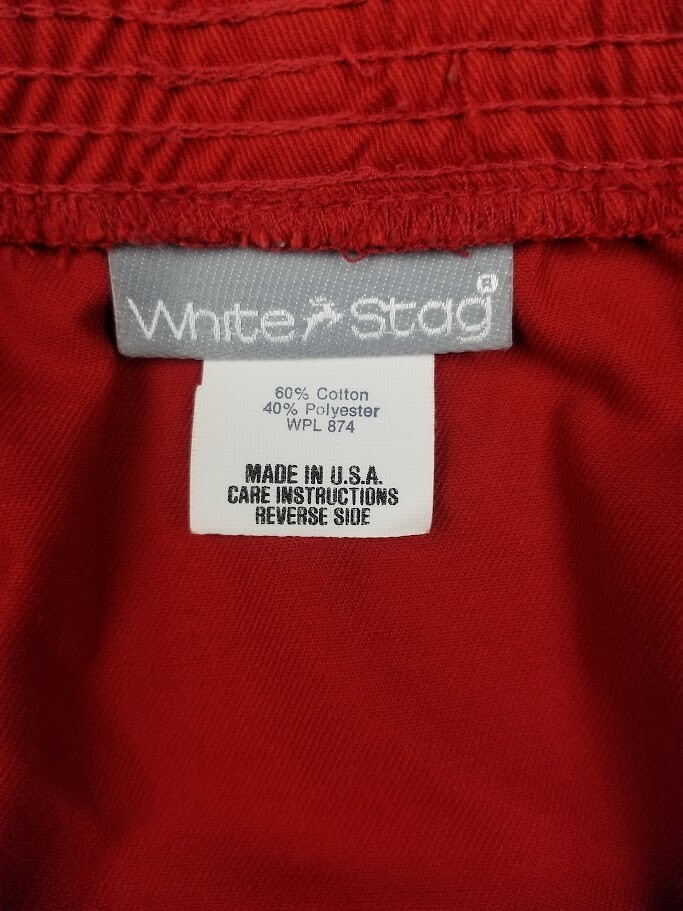 White Stag®
60% Cotton
40% Polyester
WPL 874
MADE IN U.S.A.
CARE INSTRUCTIONS
REVERSE SIDE